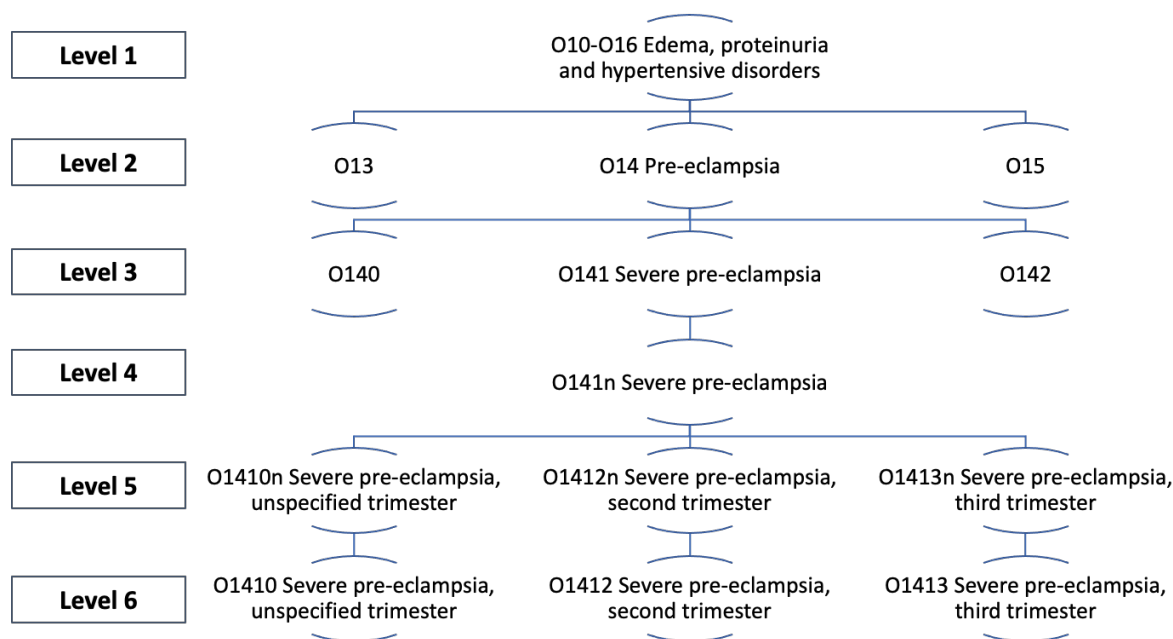 Level 1
O10-O16 Edema, proteinuria
and hypertensive disorders
Level 2
O13
O14 Pre-eclampsia
O15
Level 3
O140
O141 Severe pre-eclampsia
O142
Level 4
O141n Severe pre-eclampsia
Level 5
O1410n Severe pre-eclampsia,
unspecified trimester
O1412n Severe pre-eclampsia,
second trimester
O1413n Severe pre-eclampsia,
third trimester
Level 6
O1410 Severe pre-eclampsia,
unspecified trimester
O1412 Severe pre-eclampsia,
second trimester
O1413 Severe pre-eclampsia,
third trimester